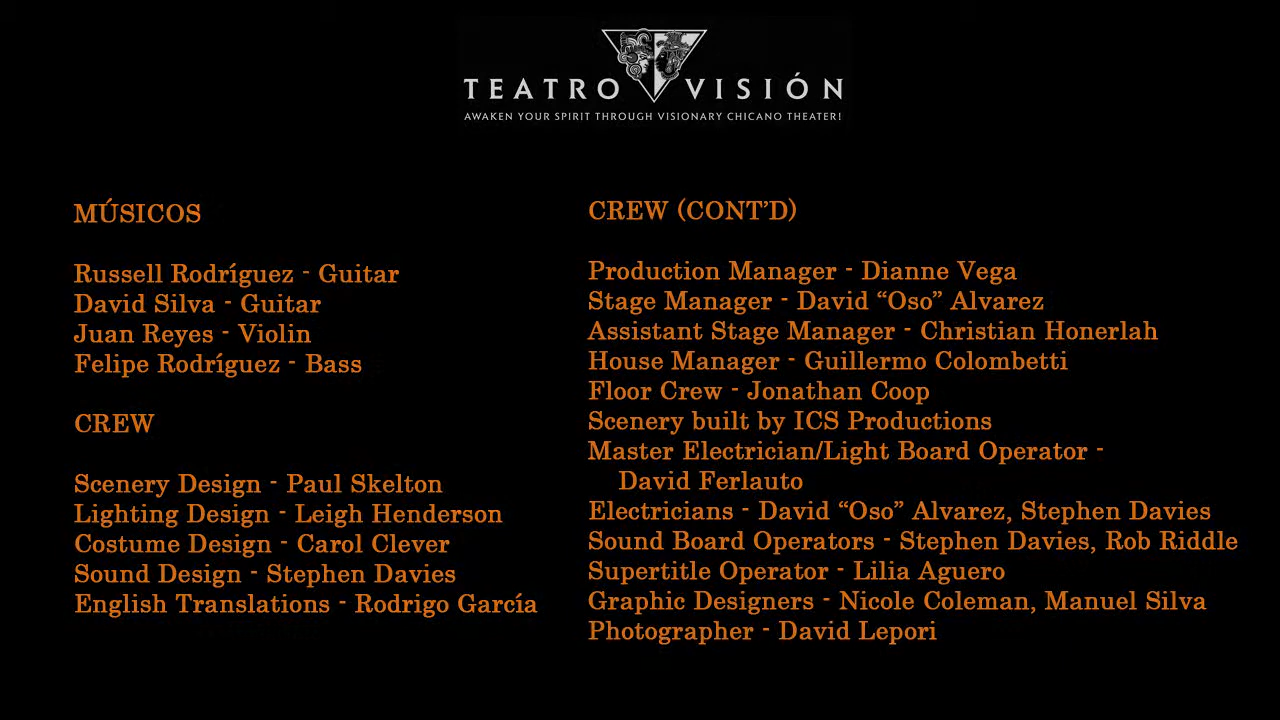 TEATRO VISIÓN
AWAKEN YOUR SPIRIT THROUGH VISIONARY CHICANO THEATER!
MÚSICOS
Russell Rodríguez - Guitar
David Silva - Guitar
Juan Reyes - Violin
Felipe Rodríguez - Bass
CREW
Scenery Design - Paul Skelton
Lighting Design - Leigh Henderson
Costume Design - Carol Clever
Sound Design - Stephen Davies
English Translations - Rodrigo García
CREW (CONT’D)
Production Manager - Dianne Vega
Stage Manager - David “Oso” Alvarez
Assistant Stage Manager - Christian Honerlah
House Manager - Guillermo Colombetti
Floor Crew - Jonathan Coop
Scenery built by ICS Productions
Master Electrician/Light Board Operator -
David Ferlauto
Electricians - David “Oso” Alvarez, Stephen Davies
Sound Board Operators - Stephen Davies, Rob Riddle
Supertitle Operator - Lilia Aguero
Graphic Designers - Nicole Coleman, Manuel Silva
Photographer - David Lepori